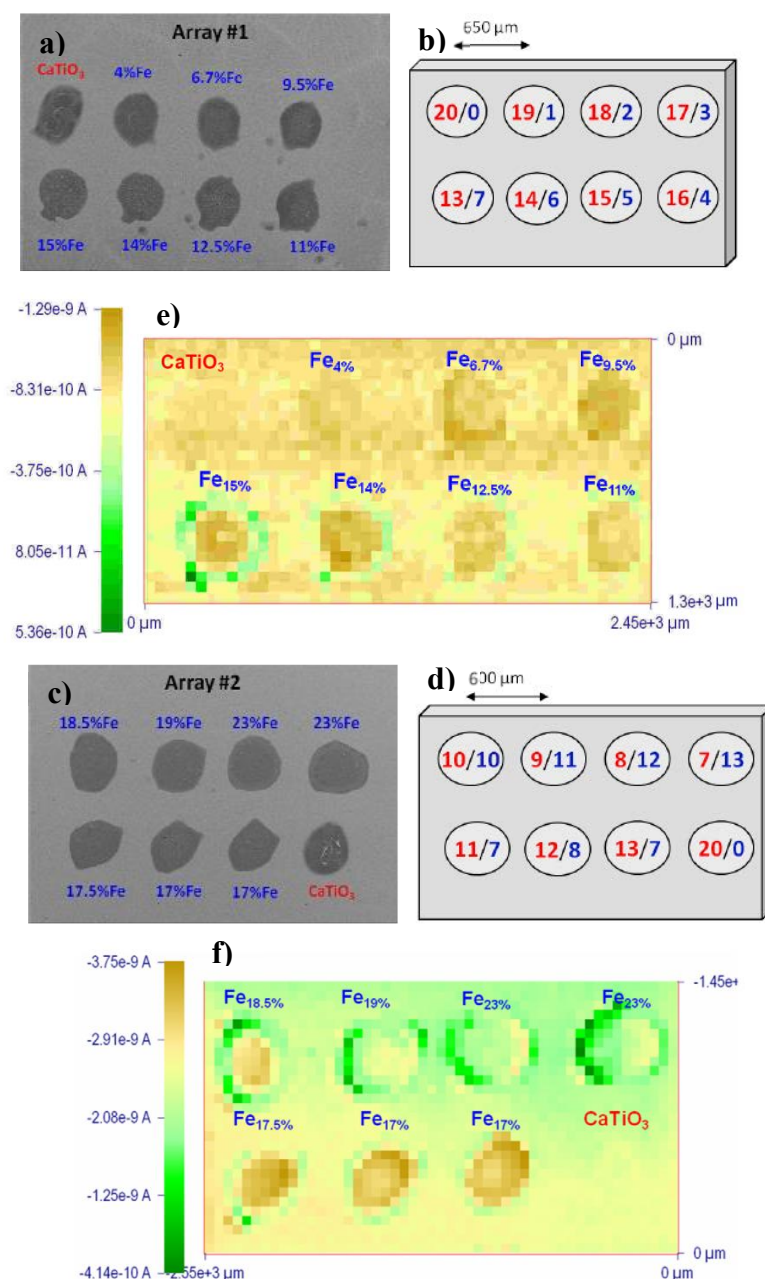 a)
Array #1
CaTiO₃
4%Fe
6.7%Fe
9.5%Fe
15%Fe
14%Fe
12.5%Fe
11%Fe
b)
650 µm
20/0
19/1
18/2
17/3
13/7
14/6
15/5
16/4
e)
-1.29e-9 A
-8.31e-10 A
-3.75e-10 A
8.05e-11 A
5.36e-10 A
0 µm
CaTiO₃
Fe4%
Fe6.7%
Fe9.5%
Fe15%
Fe14%
Fe12.5%
Fe11%
1.3e+3 µm
0 µm
2.45e+3 µm
c)
Array #2
18.5%Fe
19%Fe
23%Fe
23%Fe
17.5%Fe
17%Fe
17%Fe
CaTiO₃
d)
600 µm
10/10
9/11
8/12
7/13
11/7
12/8
13/7
20/0
f)
-3.75e-9 A
-2.91e-9 A
-2.08e-9 A
-1.25e-9 A
-4.14e-10 A
-1.45e+
Fe18.5%
Fe19%
Fe23%
Fe23%
Fe17.5%
Fe17%
Fe17%
CaTiO₃
0 µm
-2.55e+3 µm
0 µm